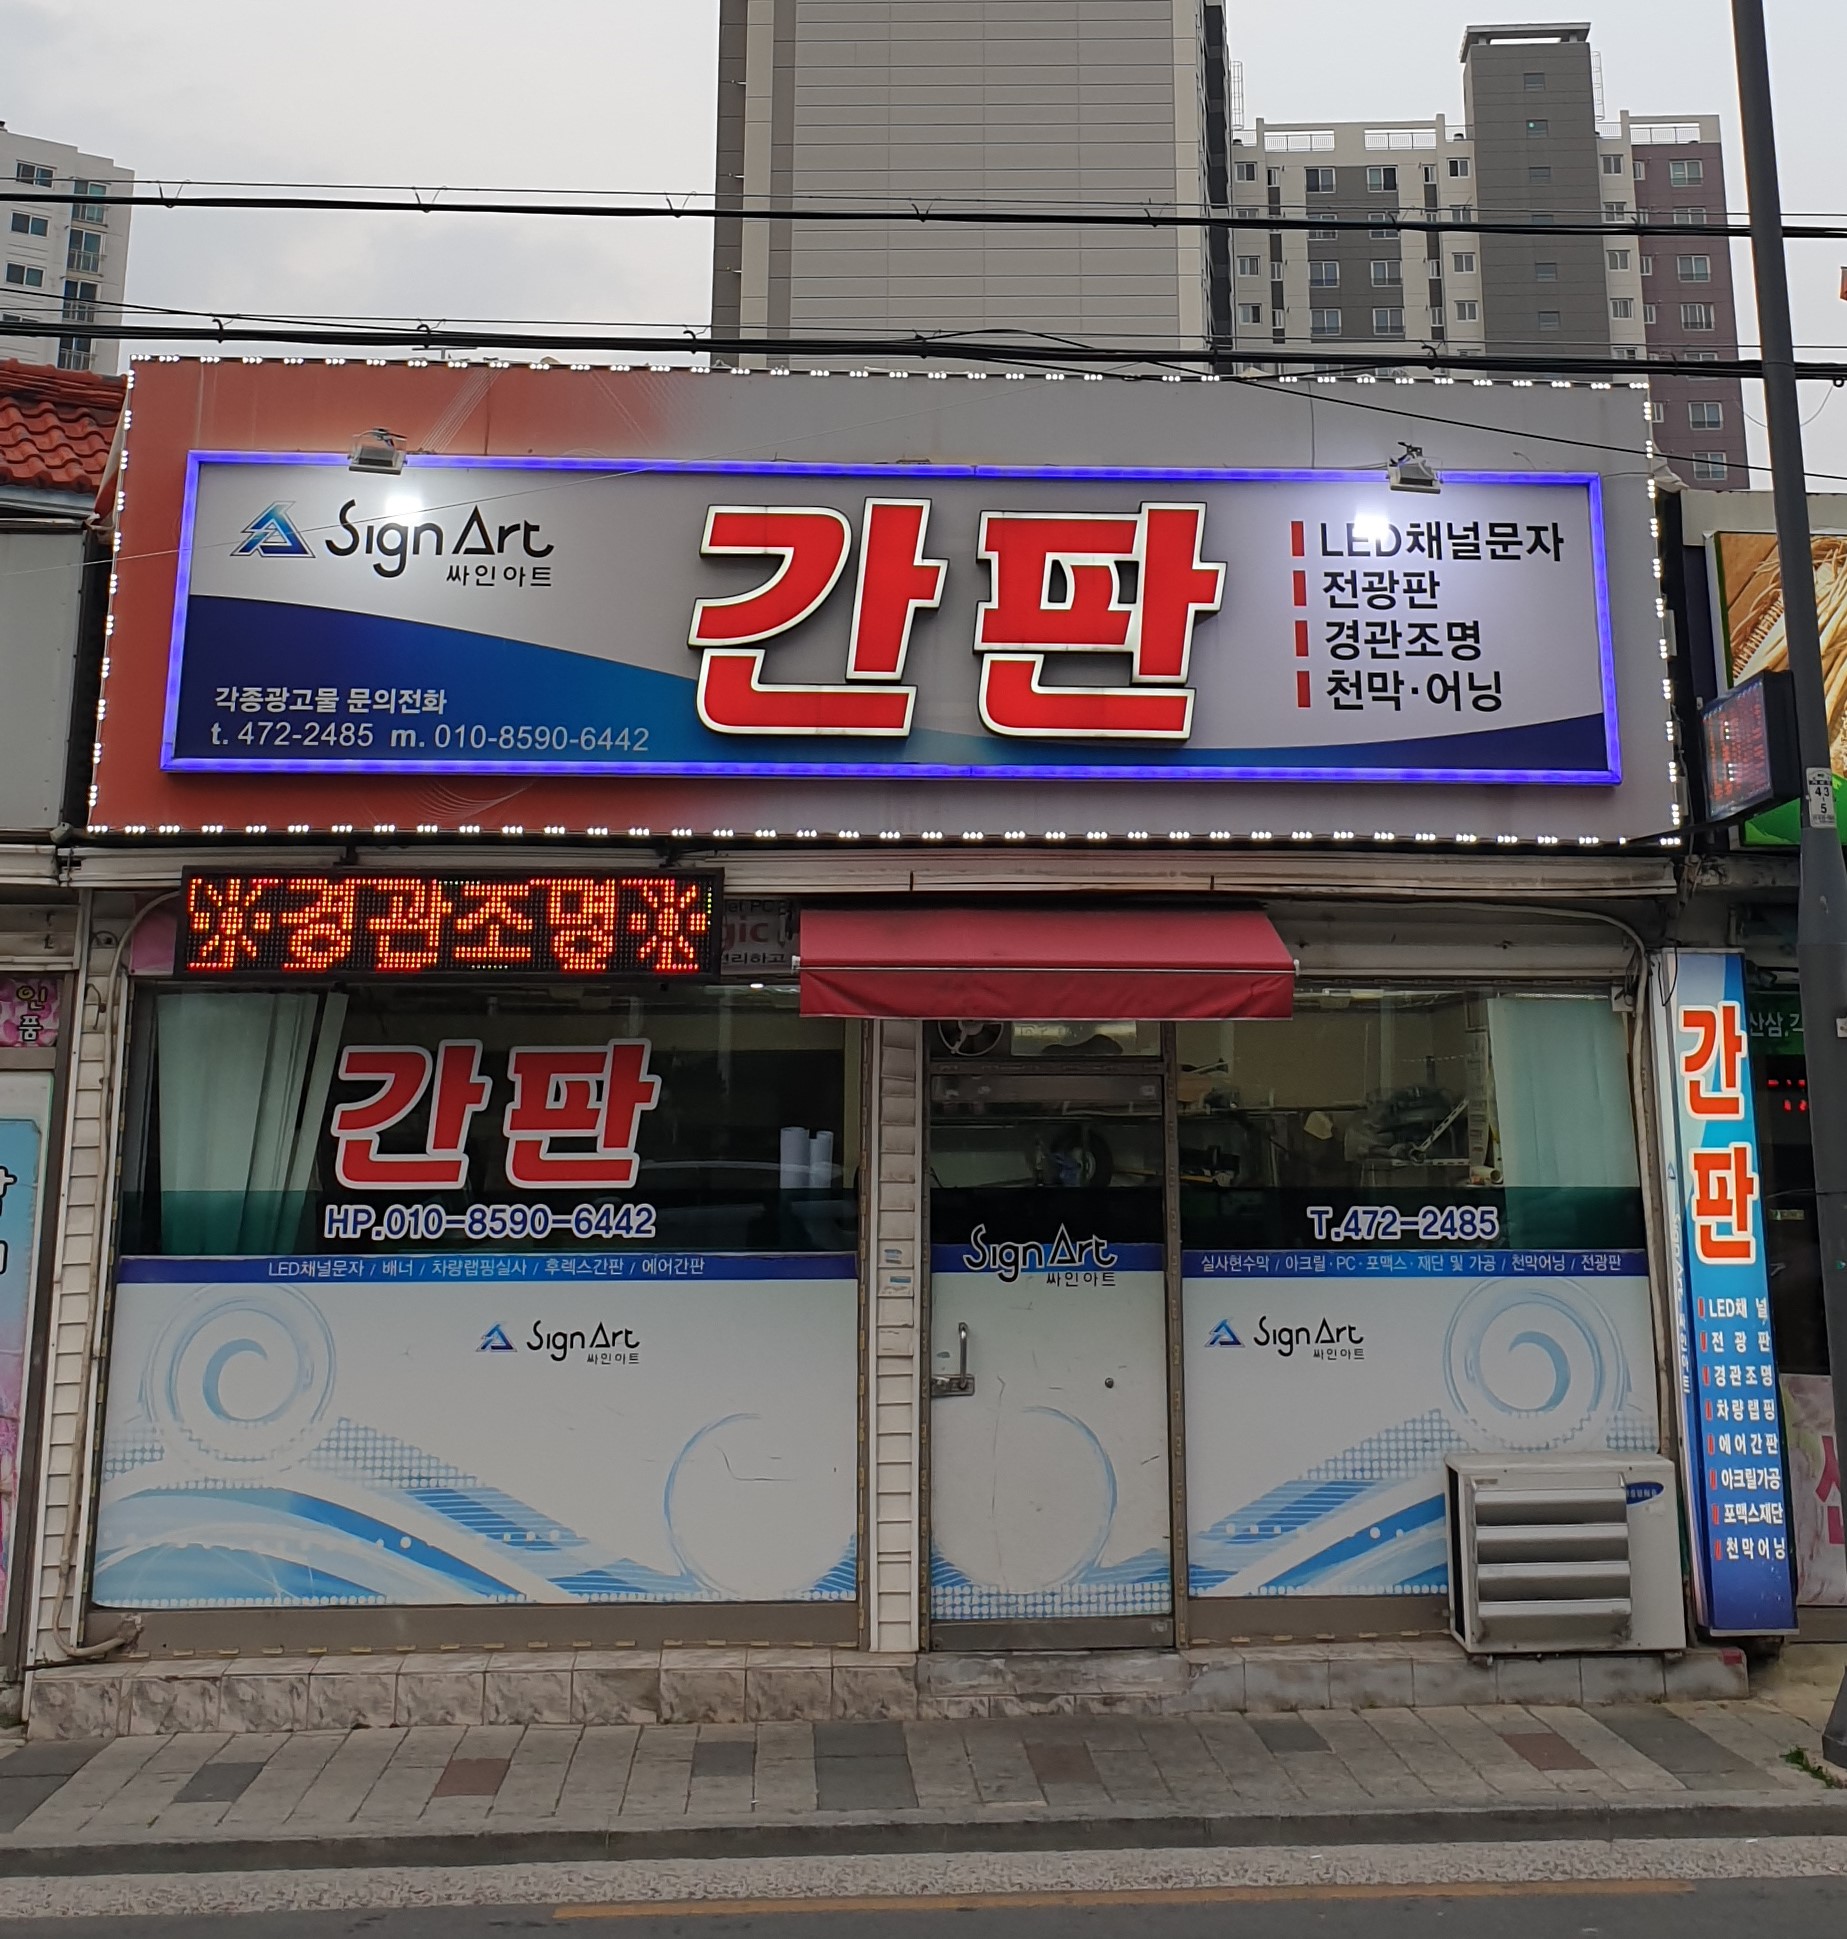 Sign Art
싸인아트
각종광고물 문의전화
t. 472-2485 m. 010-8590-6442
간판
LED채널문자
전광판
경관조명
천막·어닝
※경관조명※
간판
HP.010-8590-6442
LED채널문자 / 배너 / 차량랩핑실사 / 후렉스간판 / 에어간판
Sign Art
싸인아트
Sign Art
싸인아트
T.472-2485
실사현수막 / 아크릴·PC·포맥스·재단 및 가공 / 천막어닝 / 전광판
Sign Art
싸인아트
간판
LED채널
전광판
경관조명
차량랩핑
에어간판
아크릴가공
포맥스재단
천막어닝
인품
43
5